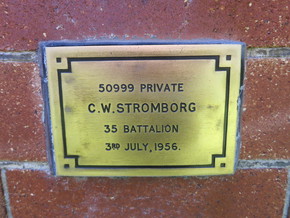 50999 PRIVATE
C.W. STROMBORG
35 BATTALION
3RD JULY, 1956.